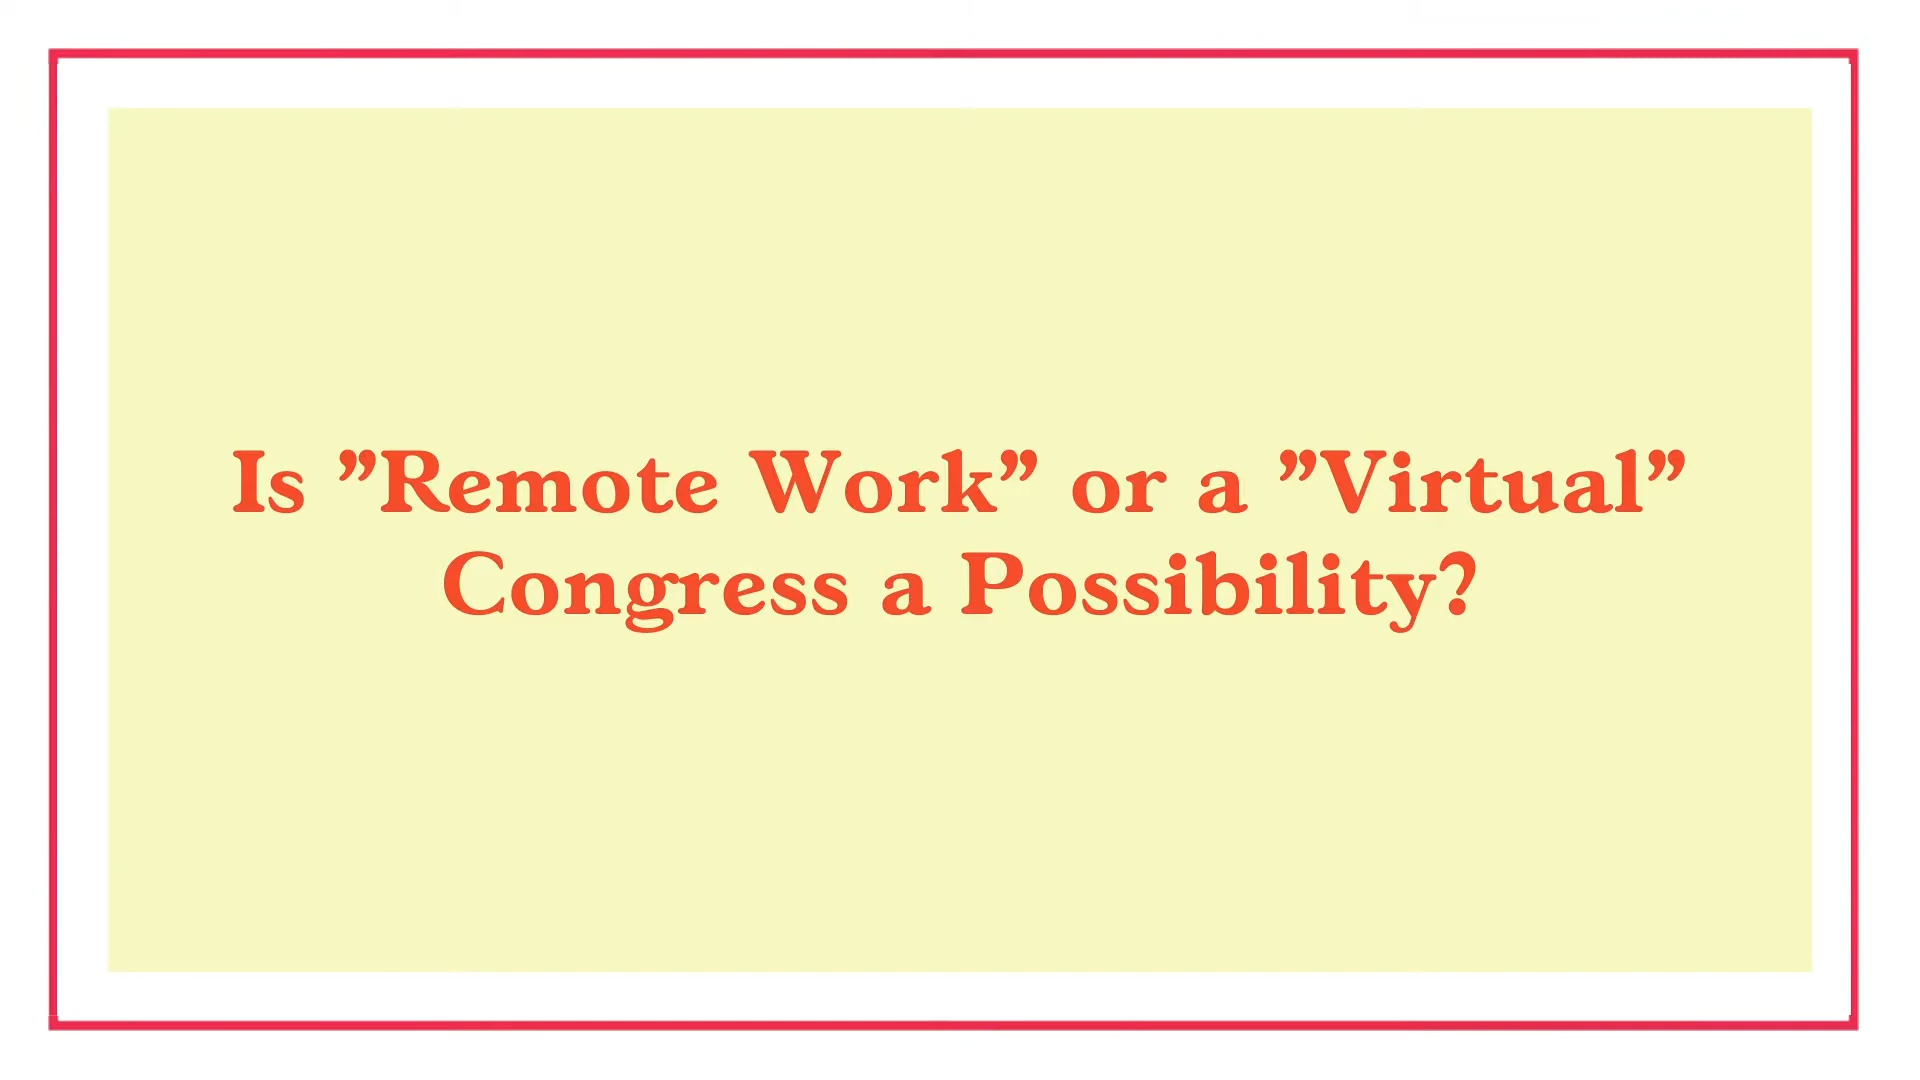 Is ”Remote Work” or a ”Virtual”
Congress a Possibility?